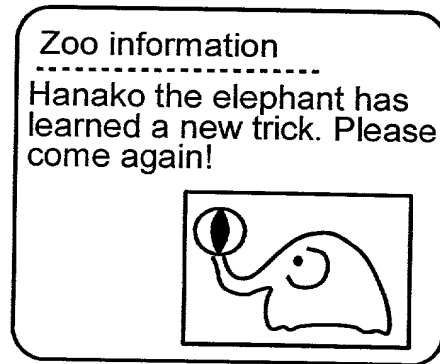 Zoo information
Hanako the elephant has
learned a new trick. Please
come again!